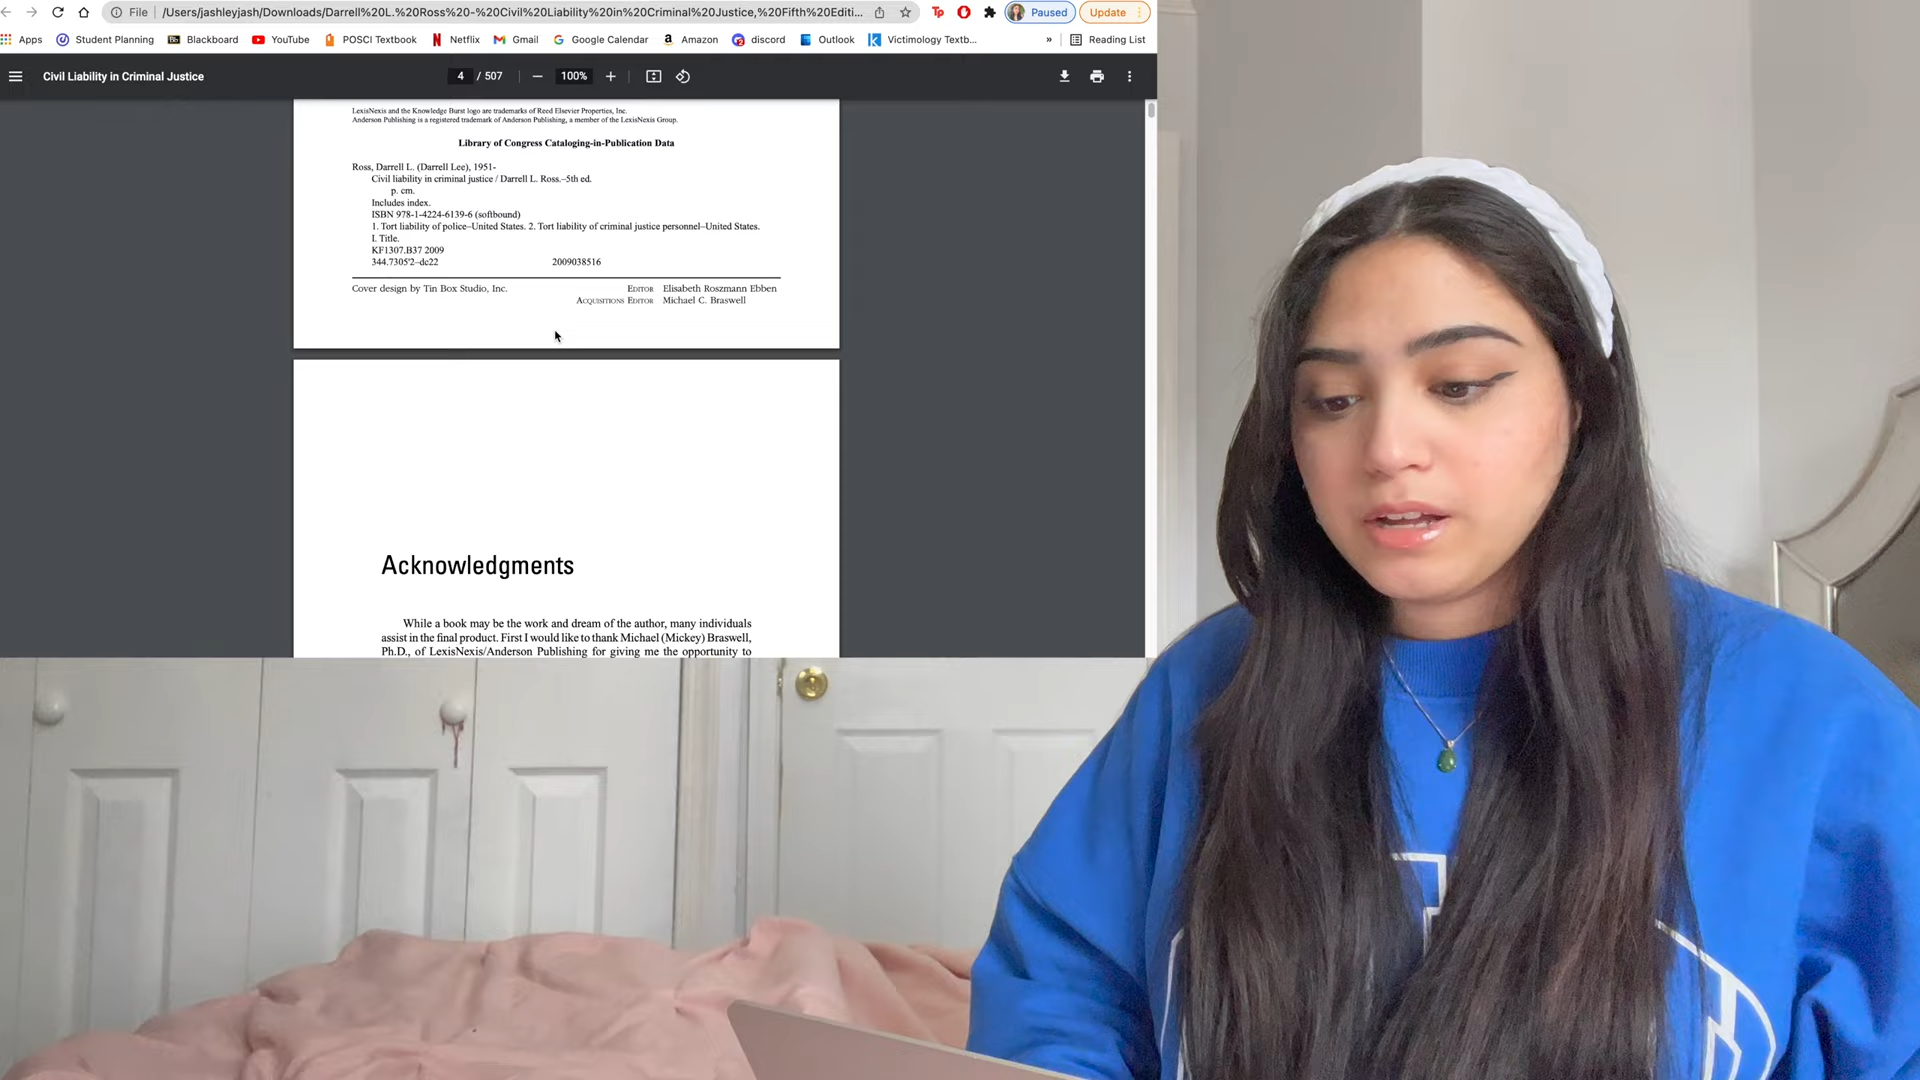 File /Users/jashleyjash/Downloads/Darrell%20L.%20Ross%20-%20Civil%20Liability%20in%20Criminal%20Justice,%20Fifth%20Editi... Tp Paused Update
Apps Student Planning Bb Blackboard YouTube POSCI Textbook Netflix Gmail Google Calendar Amazon discord Outlook Victimology Textb... » Reading List
Civil Liability in Criminal Justice 4 / 507 − 100% +
LexisNexis and the Knowledge Burst logo are trademarks of Reed Elsevier Properties, Inc.
Anderson Publishing is a registered trademark of Anderson Publishing, a member of the LexisNexis Group.
Library of Congress Cataloging-in-Publication Data
Ross, Darrell L. (Darrell Lee), 1951-
Civil liability in criminal justice / Darrell L. Ross.--5th ed.
p. cm.
Includes index.
ISBN 978-1-4224-6139-6 (softbound)
1. Tort liability of police--United States. 2. Tort liability of criminal justice personnel--United States.
I. Title.
KF1307.B37 2009
344.7305'2--dc22 2009038516
Cover design by Tin Box Studio, Inc. EDITOR Elisabeth Roszmann Ebben
ACQUISITIONS EDITOR Michael C. Braswell
Acknowledgments
While a book may be the work and dream of the author, many individuals
assist in the final product. First I would like to thank Michael (Mickey) Braswell,
Ph.D., of LexisNexis/Anderson Publishing for giving me the opportunity to